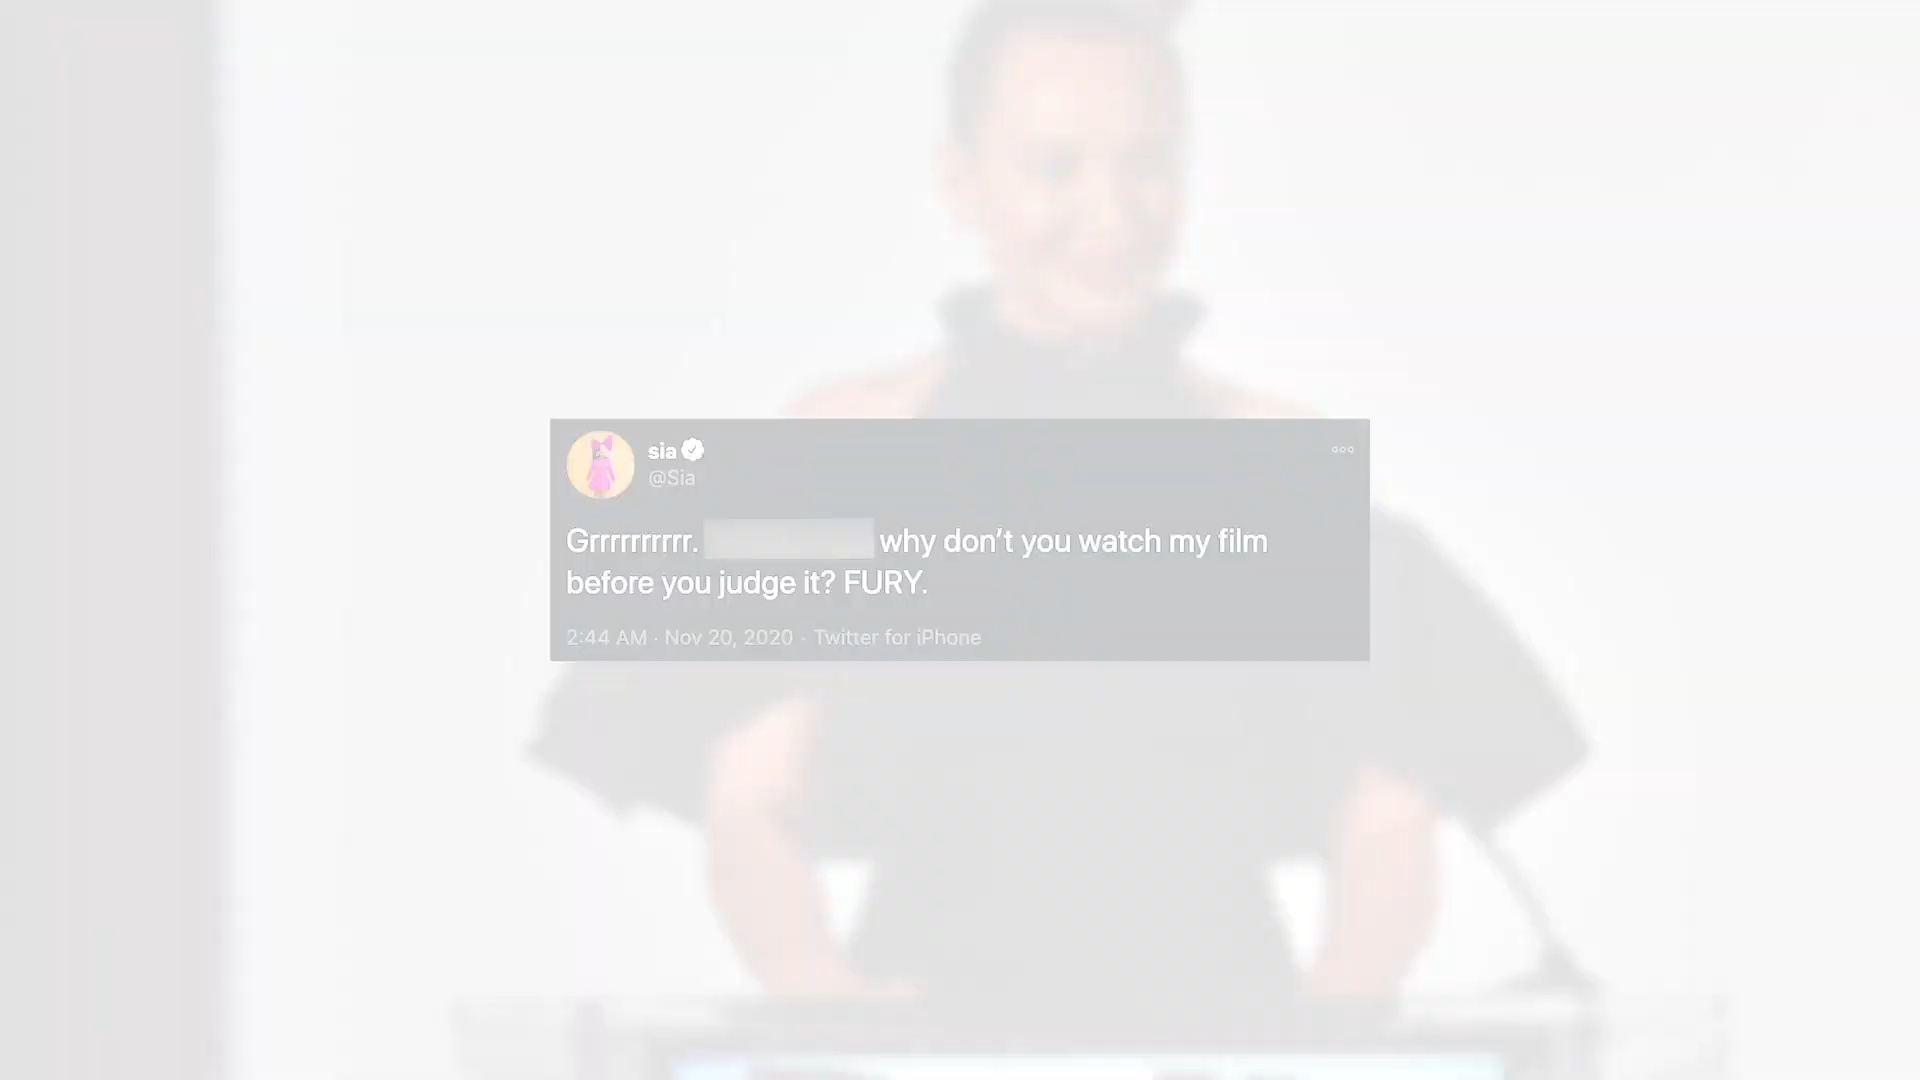 sia
@Sia
Grrrrrrrrrr. why don't you watch my film
before you judge it? FURY.
2:44 AM · Nov 20, 2020 · Twitter for iPhone